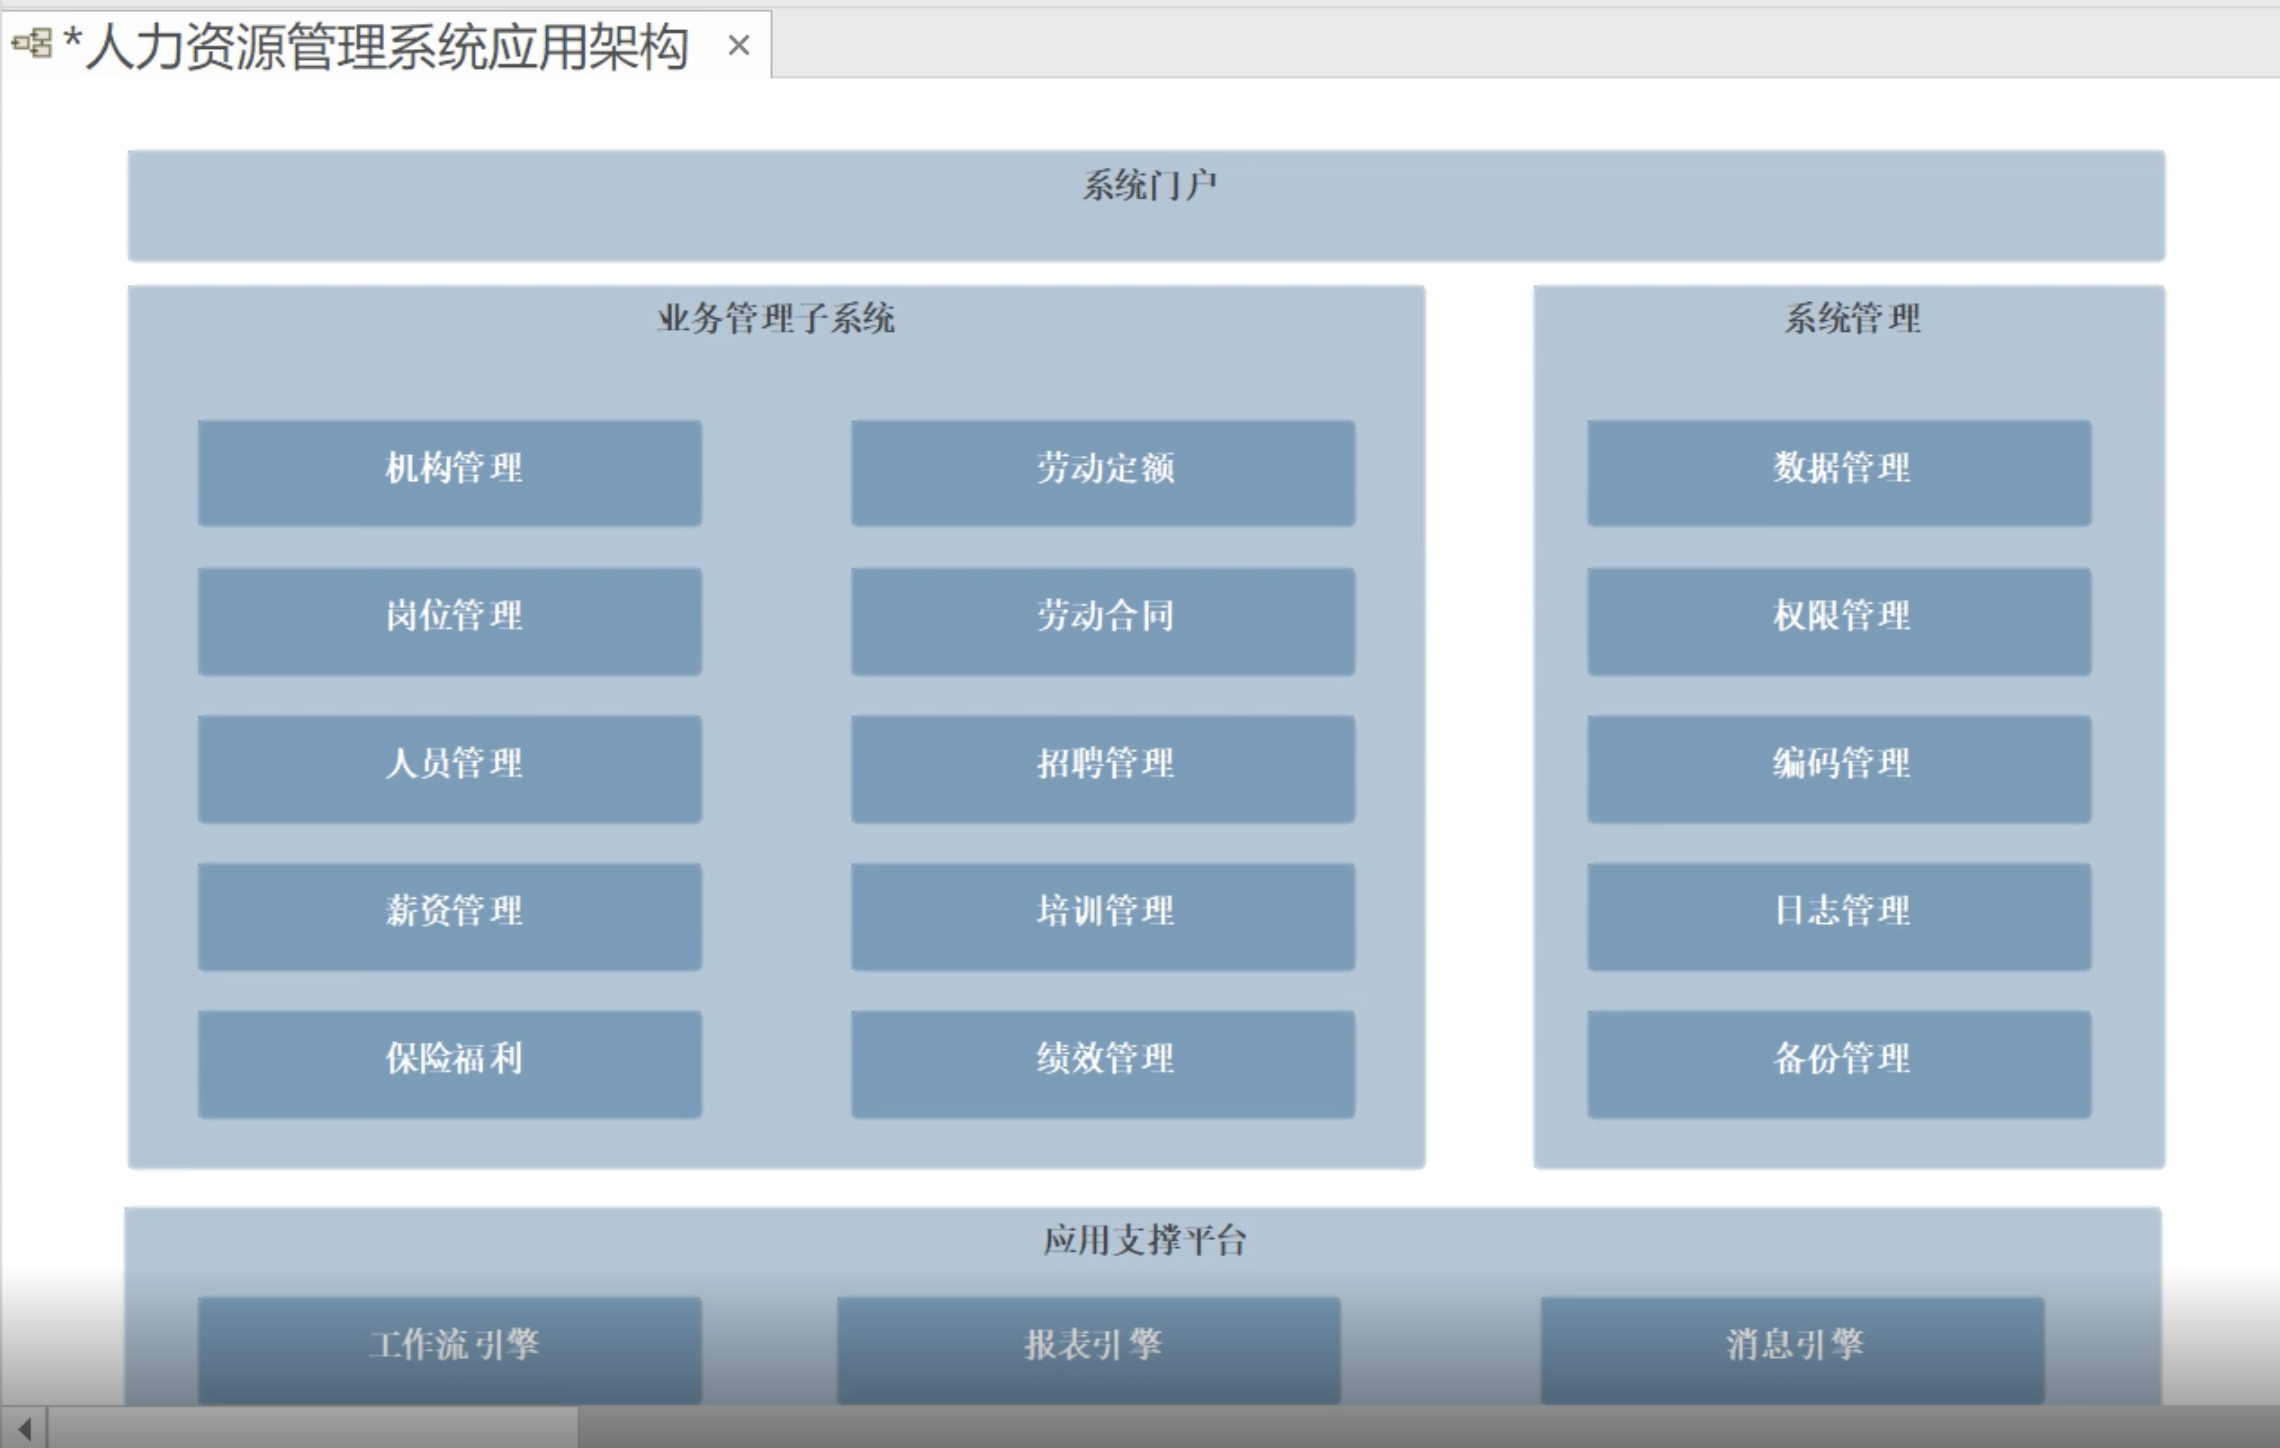 *人力资源管理系统应用架构
系统门户
业务管理子系统
机构管理
劳动定额
岗位管理
劳动合同
人员管理
招聘管理
薪资管理
培训管理
保险福利
绩效管理
系统管理
数据管理
权限管理
编码管理
日志管理
备份管理
应用支撑平台
工作流引擎
报表引擎
消息引擎